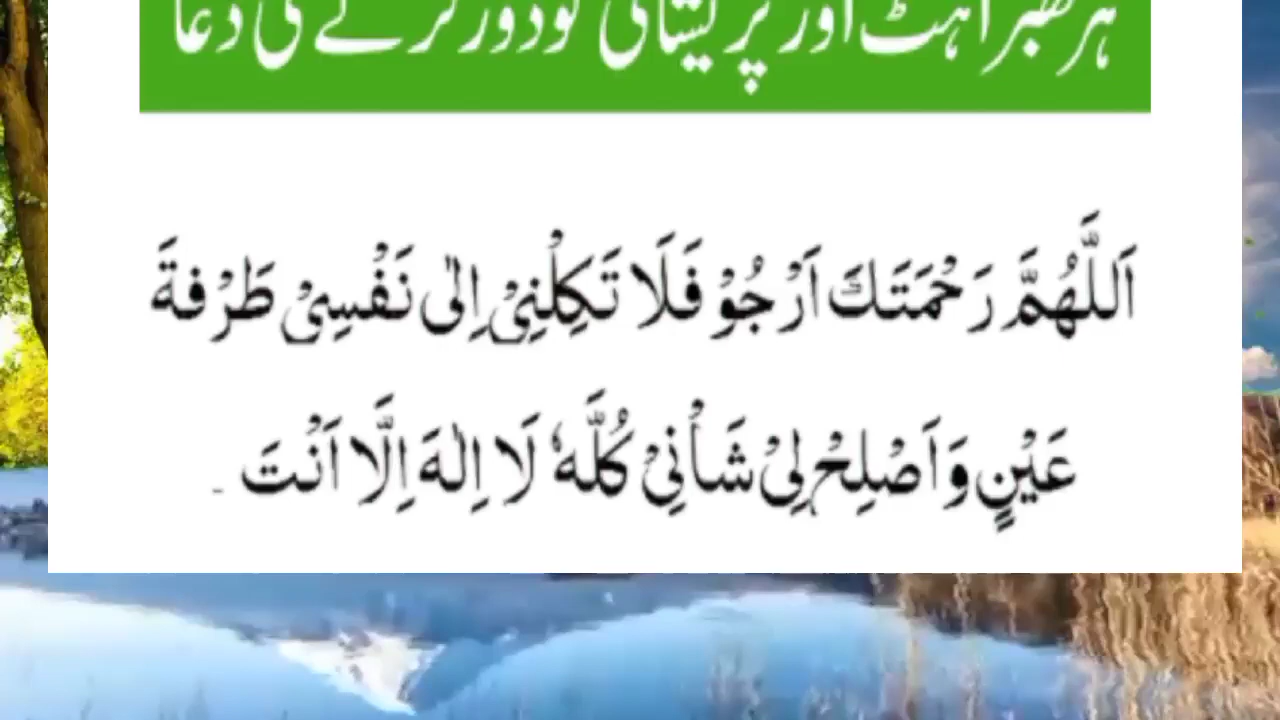 ہر گھبراہٹ اور پریشانی کو دور کرنے کی دعا
اَللّٰهُمَّ رَحْمَتَكَ اَرْجُوْ فَلَا تَكِلْنِیْ اِلٰی نَفْسِیْ طَرْفَةَ
عَیْنٍ وَاَصْلِحْ لِیْ شَاْنِیْ كُلَّهٗ لَا اِلٰهَ اِلَّا اَنْتَ ۔